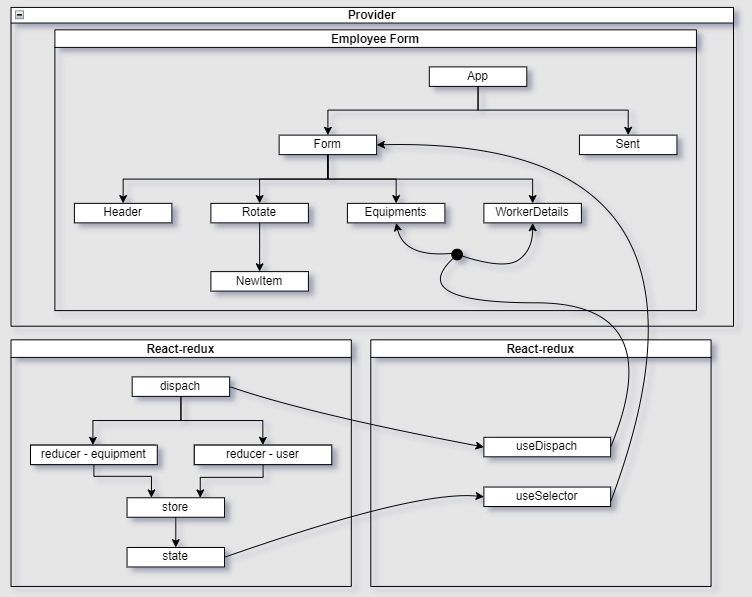 Provider
Employee Form
App
Form
Sent
Header
Rotate
Equipments
WorkerDetails
NewItem
React-redux
React-redux
dispach
reducer - equipment
reducer - user
useDispach
useSelector
store
state